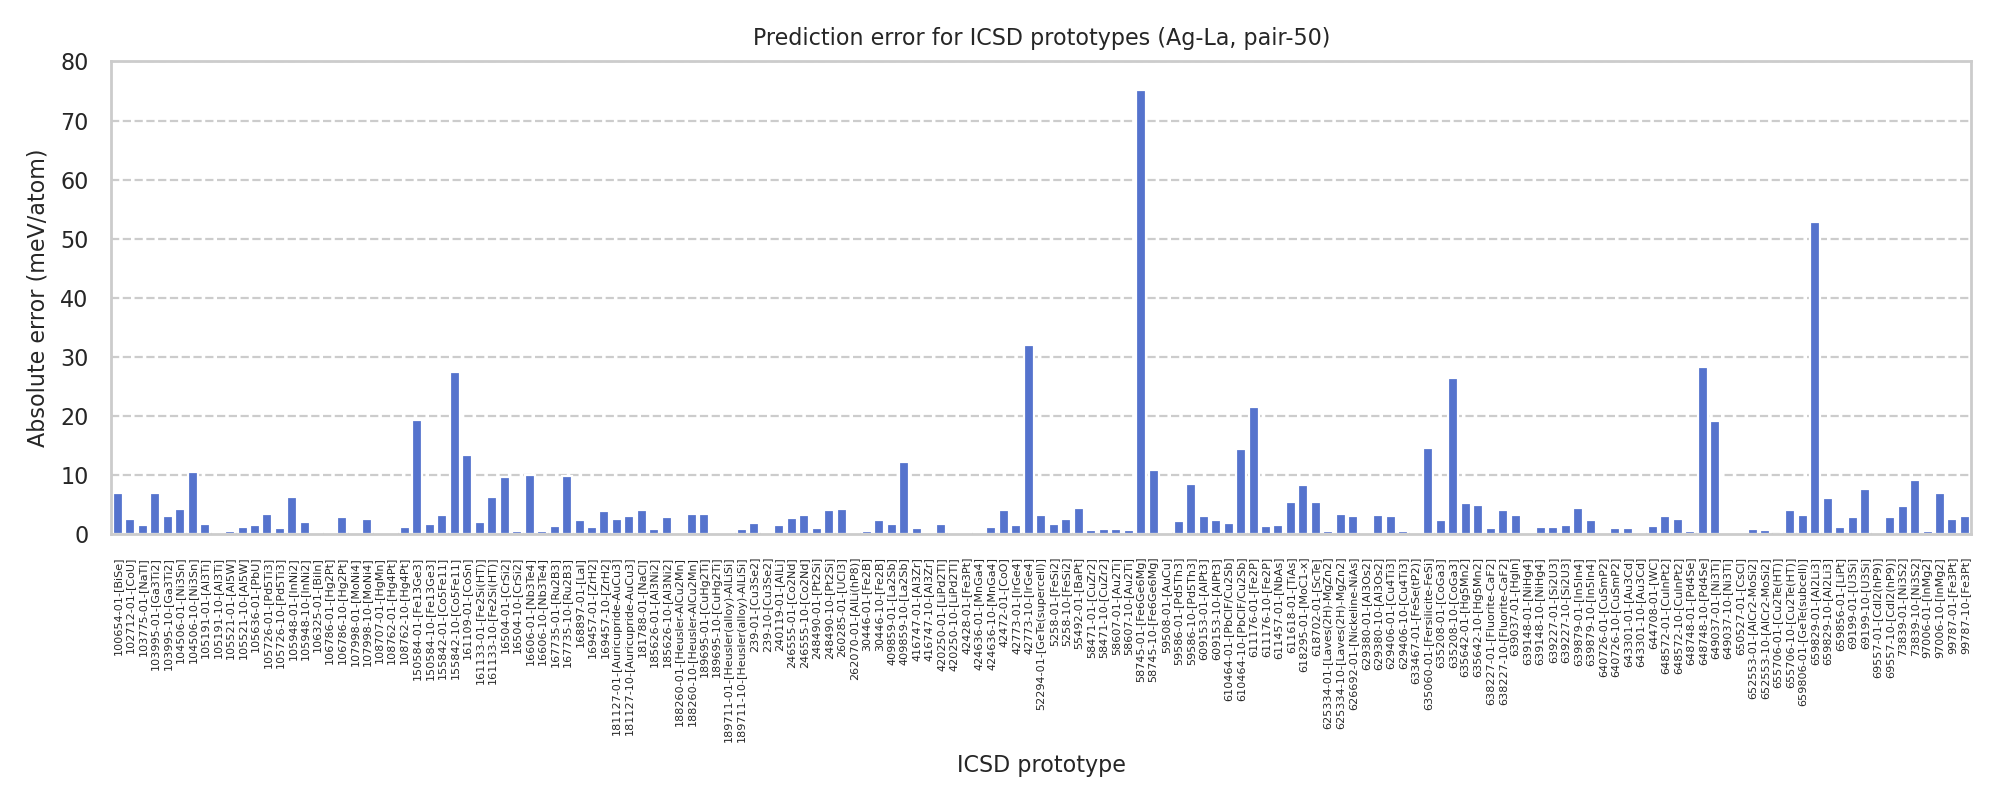 Prediction error for ICSD prototypes (Ag-La, pair-50)
Absolute error (meV/atom)
80
70
60
50
40
30
20
10
0
100654-01-[BiSe]
102712-01-[CoU]
103775-01-[NaTl]
103995-01-[Ga3Ti2]
103995-10-[Ga3Ti2]
104506-01-[Ni3Sn]
104506-10-[Ni3Sn]
105191-01-[Al3Ti]
105191-10-[Al3Ti]
105521-01-[Al5W]
105521-10-[Al5W]
105636-01-[PbU]
105726-01-[Pd5Ti3]
105726-10-[Pd5Ti3]
105948-01-[InNi2]
105948-10-[InNi2]
106325-01-[BiIn]
106786-01-[Hg2Pt]
106786-10-[Hg2Pt]
107998-01-[MoNi4]
107998-10-[MoNi4]
108707-01-[HgMn]
108762-01-[Hg4Pt]
108762-10-[Hg4Pt]
150584-01-[Fe13Ge3]
150584-10-[Fe13Ge3]
155842-01-[Co5Fe11]
155842-10-[Co5Fe11]
161109-01-[CoSn]
161133-01-[Fe2Si(HT)]
161133-10-[Fe2Si(HT)]
16504-01-[CrSi2]
16504-10-[CrSi2]
16606-01-[Nb3Te4]
16606-10-[Nb3Te4]
167735-01-[Ru2B3]
167735-10-[Ru2B3]
168897-01-[LaI]
169457-01-[ZrH2]
169457-10-[ZrH2]
181127-01-[Auricupride-AuCu3]
181127-10-[Auricupride-AuCu3]
181788-01-[NaCl]
185626-01-[Al3Ni2]
185626-10-[Al3Ni2]
188260-01-[Heusler-AlCu2Mn]
188260-10-[Heusler-AlCu2Mn]
189695-01-[CuHg2Ti]
189695-10-[CuHg2Ti]
189711-01-[Heusler(alloy)-AlLiSi]
189711-10-[Heusler(alloy)-AlLiSi]
239-01-[Cu3Se2]
239-10-[Cu3Se2]
240119-01-[AlLi]
246555-01-[Co2Nd]
246555-10-[Co2Nd]
248490-01-[Pt2Si]
248490-10-[Pt2Si]
260285-01-[UCl3]
262070-01-[Li(hP8)]
30446-01-[Fe2B]
30446-10-[Fe2B]
409859-01-[La2Sb]
409859-10-[La2Sb]
416747-01-[Al3Zr]
416747-10-[Al3Zr]
420250-01-[LiPd2Tl]
420250-10-[LiPd2Tl]
42428-01-[Fe3Pt]
424636-01-[MnGa4]
424636-10-[MnGa4]
42472-01-[CoO]
42773-01-[IrGe4]
42773-10-[IrGe4]
52294-01-[GeTe(supercell)]
5258-01-[FeSi2]
5258-10-[FeSi2]
55492-01-[BaPt]
58471-01-[CuZr2]
58471-10-[CuZr2]
58607-01-[Au2Ti]
58607-10-[Au2Ti]
58745-01-[Fe6Ge6Mg]
58745-10-[Fe6Ge6Mg]
59508-01-[AuCu]
59586-01-[Pd5Th3]
59586-10-[Pd5Th3]
609153-01-[AlPt3]
609153-10-[AlPt3]
610464-01-[PbClF/Cu2Sb]
610464-10-[PbClF/Cu2Sb]
611176-01-[Fe2P]
611176-10-[Fe2P]
611457-01-[NbAs]
611618-01-[TiAs]
618295-01-[MoC1-x]
618702-01-[ScTe]
625334-01-[Laves(2H)-MgZn2]
625334-10-[Laves(2H)-MgZn2]
626692-01-[Nickeline-NiAs]
629380-01-[Al3Os2]
629380-10-[Al3Os2]
629406-01-[Cu4Ti3]
629406-10-[Cu4Ti3]
633467-01-[FeSe(tP2)]
635060-01-[Fersilicite-FeSi]
635208-01-[CoGa3]
635208-10-[CoGa3]
635642-01-[Hg5Mn2]
635642-10-[Hg5Mn2]
638227-01-[Fluorite-CaF2]
638227-10-[Fluorite-CaF2]
639037-01-[HgIn]
639148-01-[NiHg4]
639148-10-[NiHg4]
639227-01-[Si2U3]
639227-10-[Si2U3]
639879-01-[In5In4]
639879-10-[In5In4]
640726-01-[CuSmP2]
640726-10-[CuSmP2]
643301-01-[Au3Cd]
643301-10-[Au3Cd]
644708-01-[WC]
648572-01-[CuInPt2]
648572-10-[CuInPt2]
648748-01-[Pd4Se]
648748-10-[Pd4Se]
649037-01-[Ni3Ti]
649037-10-[Ni3Ti]
650527-01-[CsCl]
652553-01-[AlCr2-MoSi2]
652553-10-[AlCr2-MoSi2]
655706-01-[Cu2Te(HT)]
655706-10-[Cu2Te(HT)]
659806-01-[GeTe(subcell)]
659829-01-[Al2Li3]
659829-10-[Al2Li3]
659856-01-[LiPt]
69199-01-[U3Si]
69199-10-[U3Si]
69557-01-[CdI2(hP9)]
69557-10-[CdI2(hP9)]
73839-01-[Ni3S2]
73839-10-[Ni3S2]
97006-01-[InMg2]
97006-10-[InMg2]
99787-01-[Fe3Pt]
99787-10-[Fe3Pt]
ICSD prototype